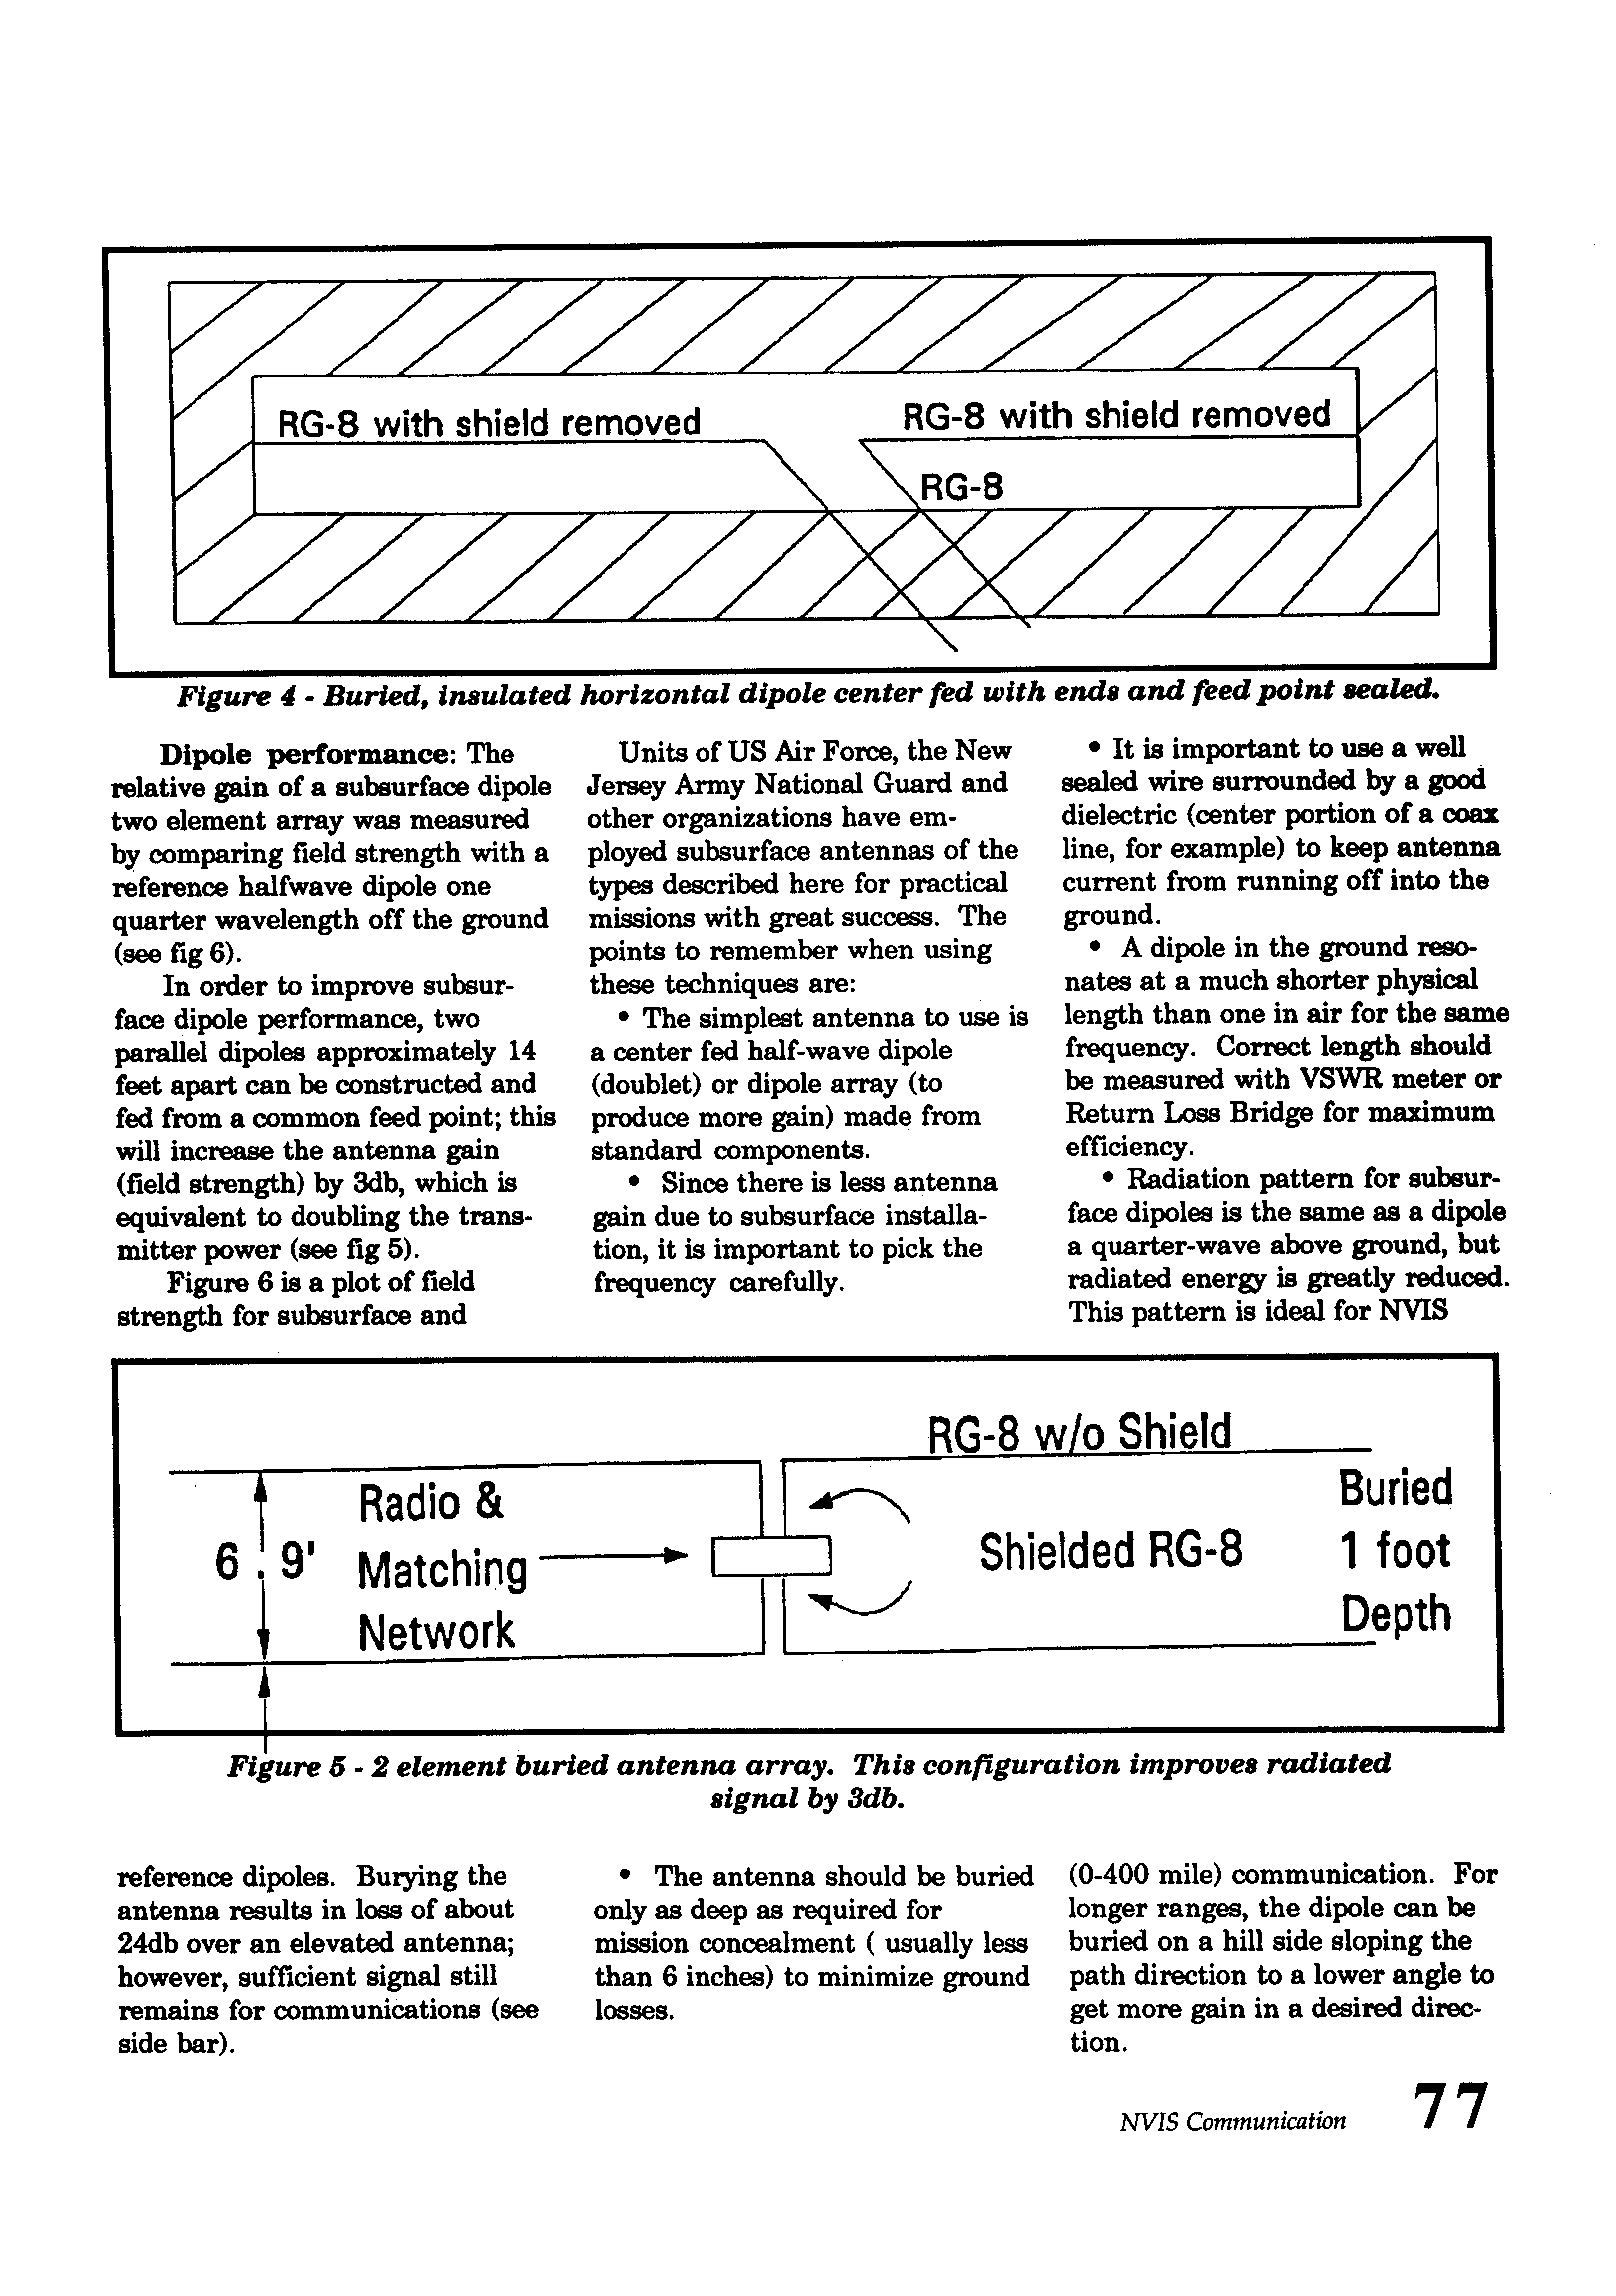 RG-8 with shield removed
RG-8 with shield removed
RG-8
Figure 4 - Buried, insulated horizontal dipole center fed with ends and feed point sealed.
Dipole performance: The
relative gain of a subsurface dipole
two element array was measured
by comparing field strength with a
reference halfwave dipole one
quarter wavelength off the ground
(see fig 6).
In order to improve subsur-
face dipole performance, two
parallel dipoles approximately 14
feet apart can be constructed and
fed from a common feed point; this
will increase the antenna gain
(field strength) by 3db, which is
equivalent to doubling the trans-
mitter power (see fig 5).
Figure 6 is a plot of field
strength for subsurface and
reference dipoles. Burying the
antenna results in loss of about
24db over an elevated antenna;
however, sufficient signal still
remains for communications (see
side bar).
Units of US Air Force, the New
Jersey Army National Guard and
other organizations have em-
ployed subsurface antennas of the
types described here for practical
missions with great success. The
points to remember when using
these techniques are:
• The simplest antenna to use is
a center fed half-wave dipole
(doublet) or dipole array (to
produce more gain) made from
standard components.
• Since there is less antenna
gain due to subsurface installa-
tion, it is important to pick the
frequency carefully.
• The antenna should be buried
only as deep as required for
mission concealment ( usually less
than 6 inches) to minimize ground
losses.
• It is important to use a well
sealed wire surrounded by a good
dielectric (center portion of a coax
line, for example) to keep antenna
current from running off into the
ground.
• A dipole in the ground reso-
nates at a much shorter physical
length than one in air for the same
frequency. Correct length should
be measured with VSWR meter or
Return Loss Bridge for maximum
efficiency.
• Radiation pattern for subsur-
face dipoles is the same as a dipole
a quarter-wave above ground, but
radiated energy is greatly reduced.
This pattern is ideal for NVIS
(0-400 mile) communication. For
longer ranges, the dipole can be
buried on a hill side sloping the
path direction to a lower angle to
get more gain in a desired direc-
tion.
RG-8 w/o Shield
Radio &
Matching
Network
6.9'
Shielded RG-8
Buried
1 foot
Depth
Figure 5 - 2 element buried antenna array. This configuration improves radiated
signal by 3db.
NVIS Communication 77